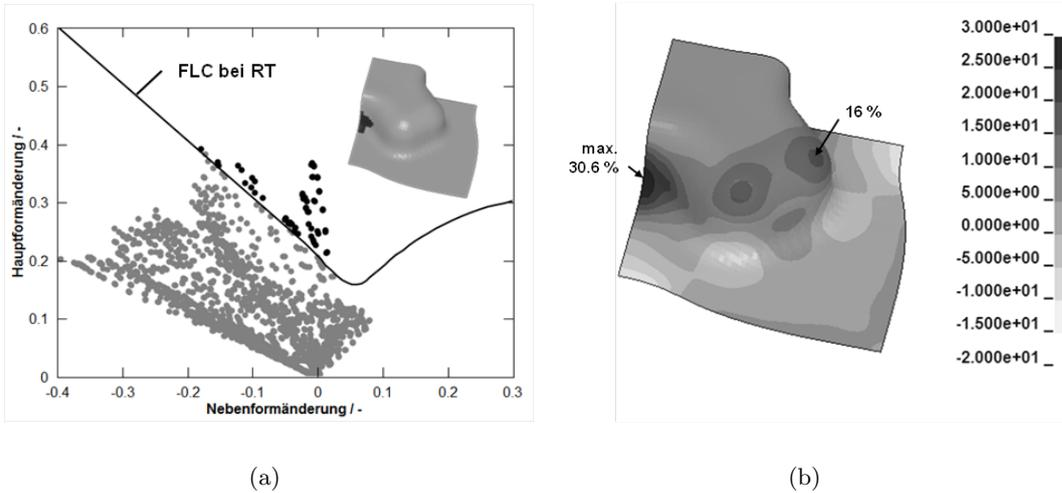 0.6
0.5
0.4
0.3
0.2
0.1
0
Hauptformänderung / -
FLC bei RT
-0.4
-0.3
-0.2
-0.1
0
0.1
0.2
0.3
Nebenformänderung / -
(a)
max.
30.6 %
16 %
3.000e+01
2.500e+01
2.000e+01
1.500e+01
1.000e+01
5.000e+00
0.000e+00
-5.000e+00
-1.000e+01
-1.500e+01
-2.000e+01
(b)